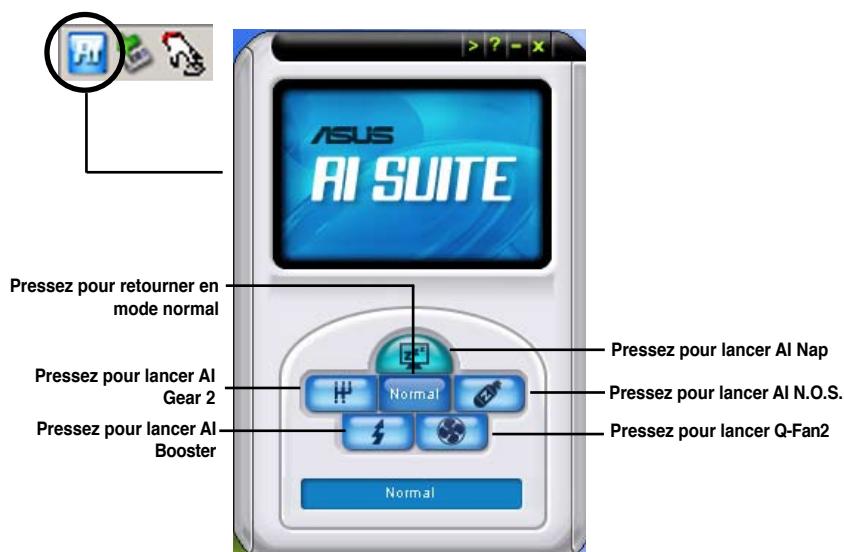 > ? - x
ASUS
AI SUITE
Pressez pour retourner en
mode normal
Pressez pour lancer AI Nap
Pressez pour lancer AI
Gear 2
Normal
Pressez pour lancer AI N.O.S.
Pressez pour lancer AI
Booster
Pressez pour lancer Q-Fan2
Normal